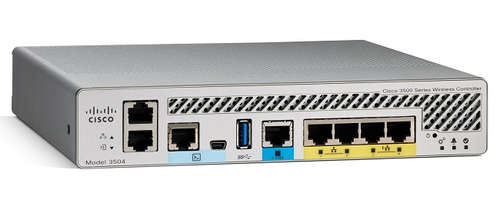 Cisco 3500 Series Wireless Controller
CISCO
Model 3504